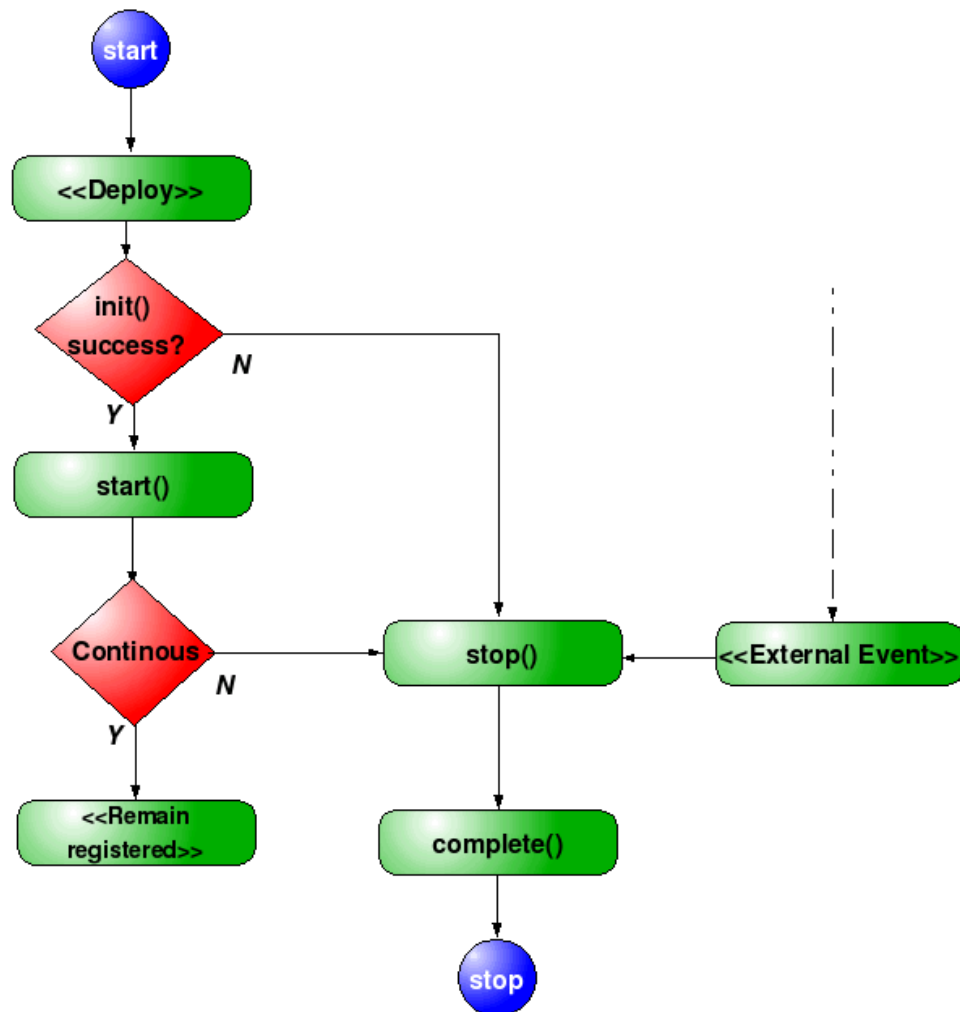 start
<<Deploy>>
init()
success?
N
Y
start()
Continous
N
Y
stop()
<<External Event>>
<<Remain
registered>>
complete()
stop